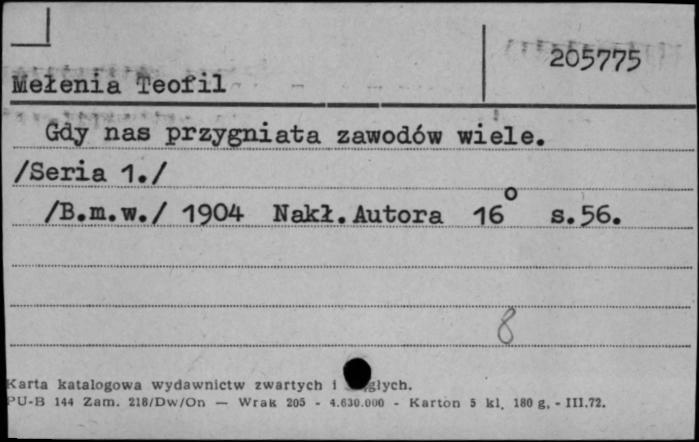 205775
Mełenia Teofil
Gdy nas przygniata zawodów wiele.
/Seria 1./
/B.m.w./ 1904 Nakł.Autora 16° s.56.
8
Karta katalogowa wydawnictw zwartych i
PU-B 144 Zam. 218/Dw/On — Wrak 205 - 4.630.000 - Karton 5 kl. 180 g. - III.72.